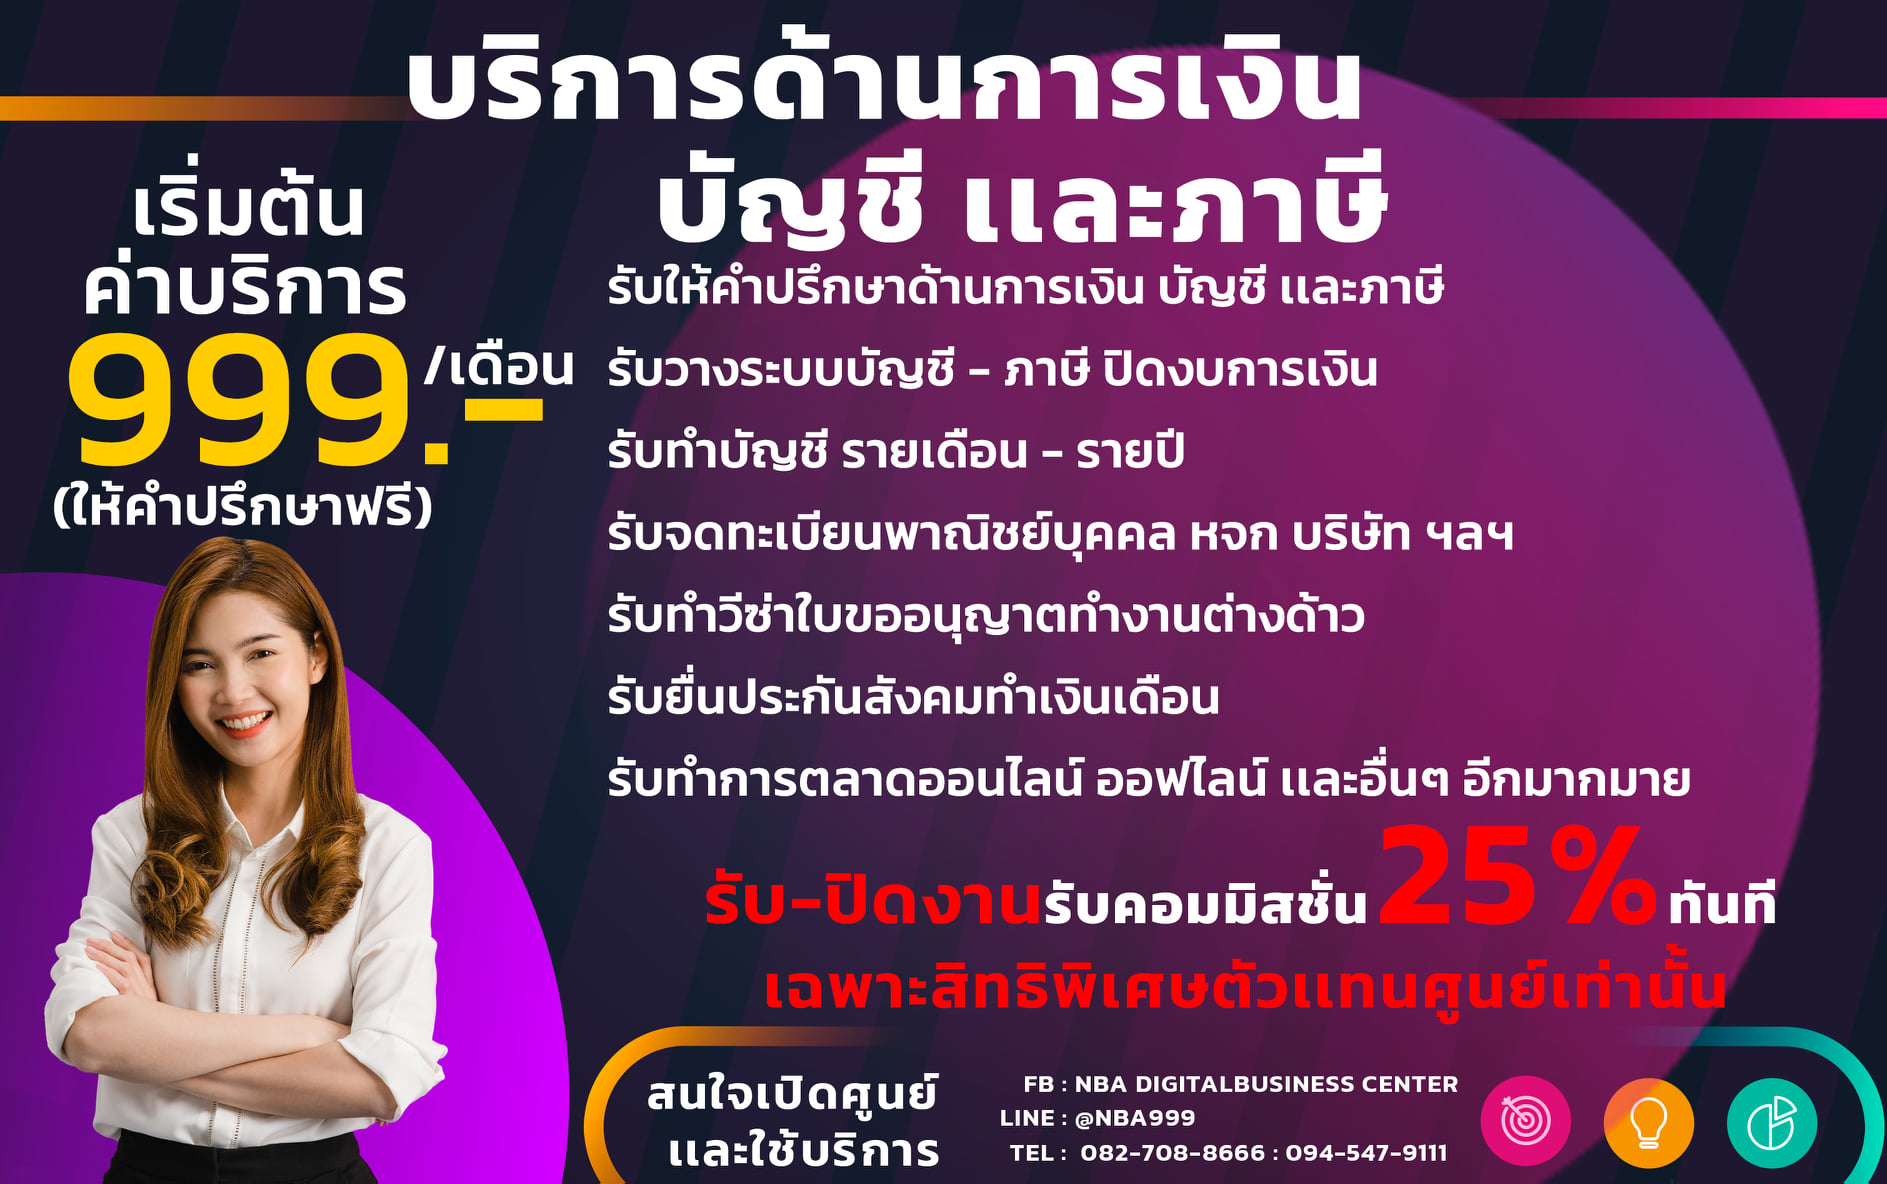 บริการด้านการเงิน
บัญชี และภาษี
เริ่มต้น
ค่าบริการ
999.-/เดือน
(ให้คำปรึกษาฟรี)
รับให้คำปรึกษาด้านการเงิน บัญชี และภาษี
รับวางระบบบัญชี - ภาษี ปิดงบการเงิน
รับทำบัญชี รายเดือน - รายปี
รับจดทะเบียนพาณิชย์บุคคล หจก บริษัท ฯลฯ
รับทำวีซ่าใบขออนุญาตทำงานต่างด้าว
รับยื่นประกันสังคมทำเงินเดือน
รับทำการตลาดออนไลน์ ออฟไลน์ และอื่นๆ อีกมากมาย
รับ-ปิดงานรับคอมมิสชั่น 25% ทันที
เฉพาะสิทธิพิเศษตัวแทนศูนย์เท่านั้น
สนใจเปิดศูนย์
และใช้บริการ
FB : NBA DIGITALBUSINESS CENTER
LINE : @NBA999
TEL : 082-708-8666 : 094-547-9111